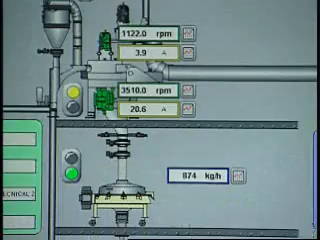 1122.0 rpm
3.9 A
3510.0 rpm
20.6 A
874 kg/h
ECNICAL 2